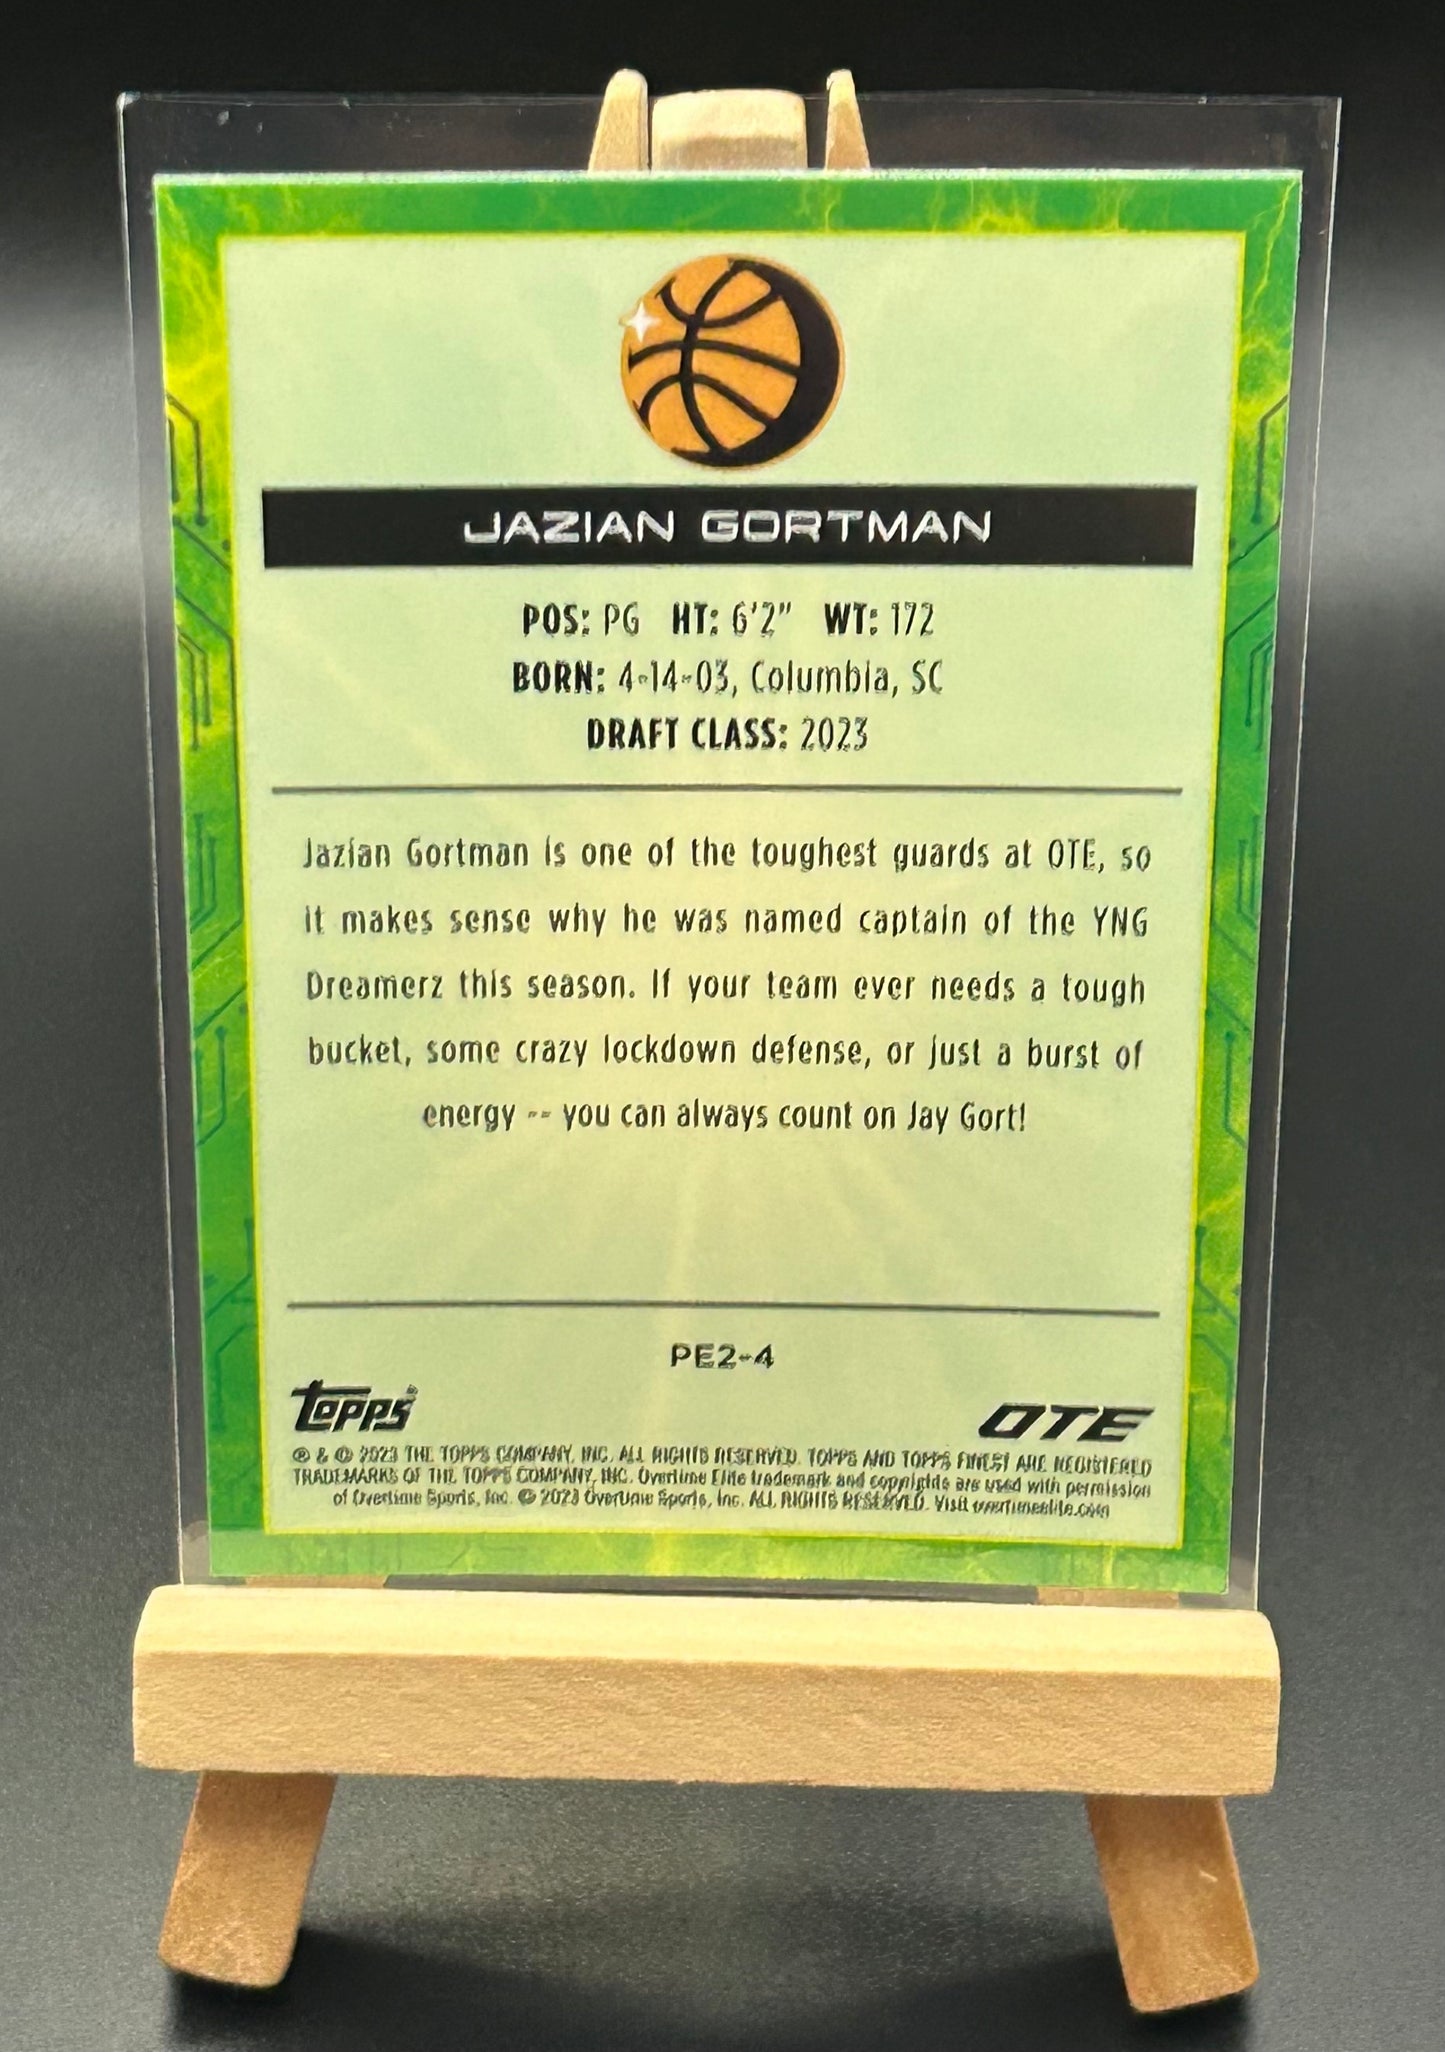 JAZIAN GORTMAN
POS: PG HT: 6'2" WT: 172
BORN: 4-14-03, Columbia, SC
DRAFT CLASS: 2023
Jazian Gortman is one of the toughest guards at OTE, so
it makes sense why he was named captain of the YNG
Dreamerz this season. If your team ever needs a tough
bucket, some crazy lockdown defense, or just a burst of
energy -- you can always count on Jay Gort!
PE2-4
topps OTE
® & © 2023 THE TOPPS COMPANY, INC. ALL RIGHTS RESERVED. TOPPS AND TOPPS FINEST ARE REGISTERED
TRADEMARKS OF THE TOPPS COMPANY, INC. Overtime Elite trademark and copyrights are used with permission
of Overtime Sports, Inc. © 2023 Overtime Sports, Inc. ALL RIGHTS RESERVED. Visit overtimeelite.com